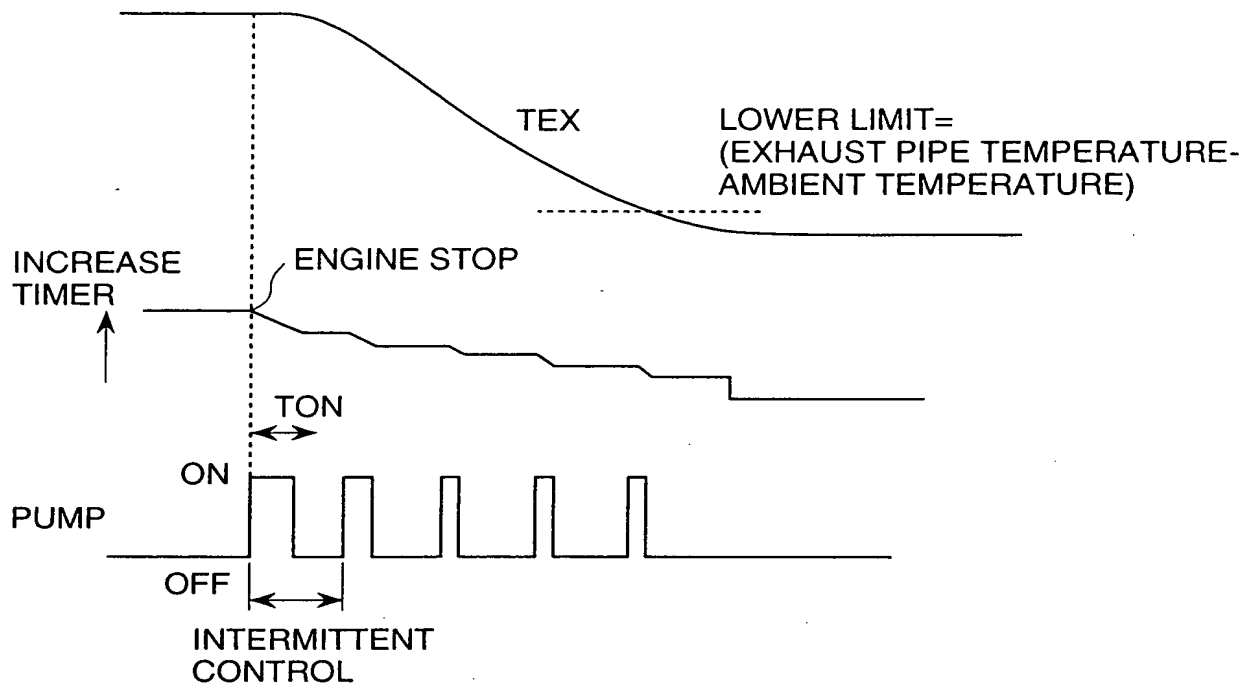 TEX
LOWER LIMIT=
(EXHAUST PIPE TEMPERATURE-
AMBIENT TEMPERATURE)
INCREASE
TIMER
ENGINE STOP
TON
ON
PUMP
OFF
INTERMITTENT
CONTROL